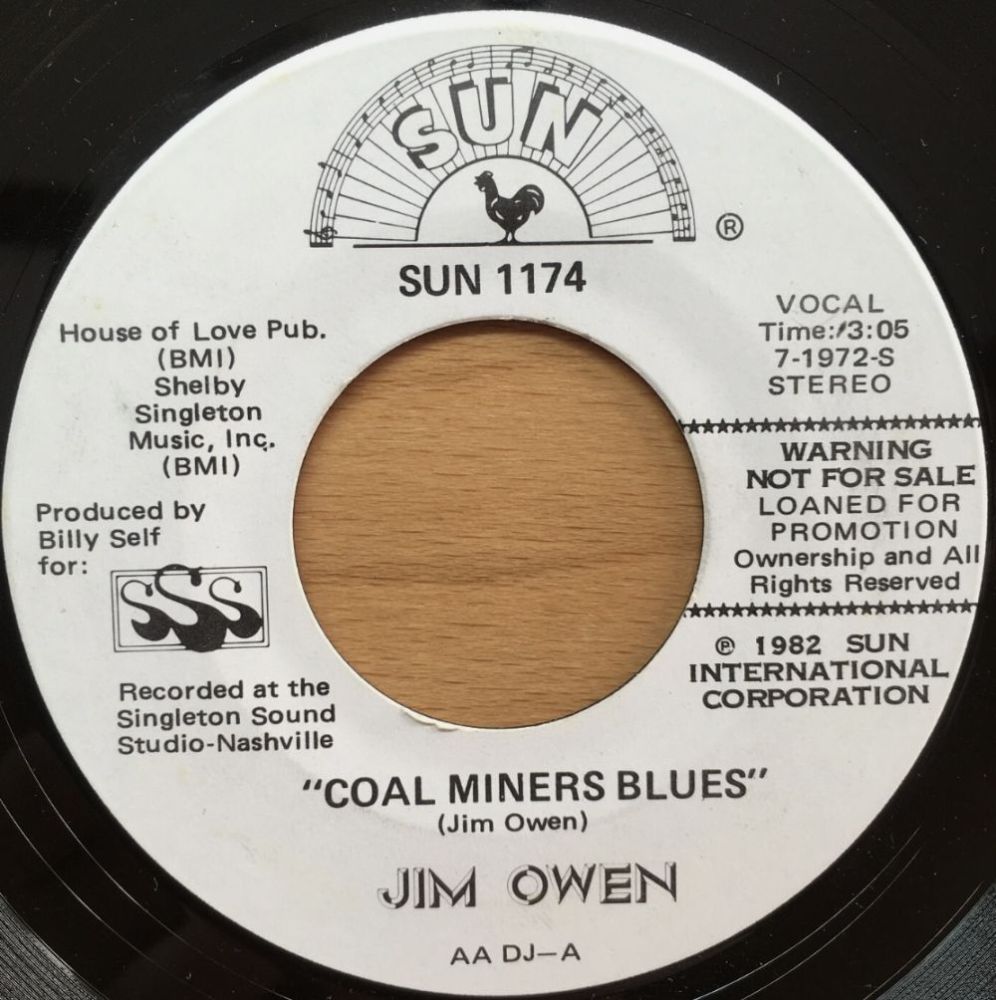 SUN
®
SUN 1174
House of Love Pub.
(BMI)
Shelby
Singleton
Music, Inc.
(BMI)
Produced by
Billy Self
for:
SSS
Recorded at the
Singleton Sound
Studio-Nashville
VOCAL
Time: 3:05
7-1972-S
STEREO
WARNING
NOT FOR SALE
LOANED FOR
PROMOTION
Ownership and All
Rights Reserved
℗ 1982 SUN
INTERNATIONAL
CORPORATION
"COAL MINERS BLUES"
(Jim Owen)
JIM OWEN
AA DJ—A